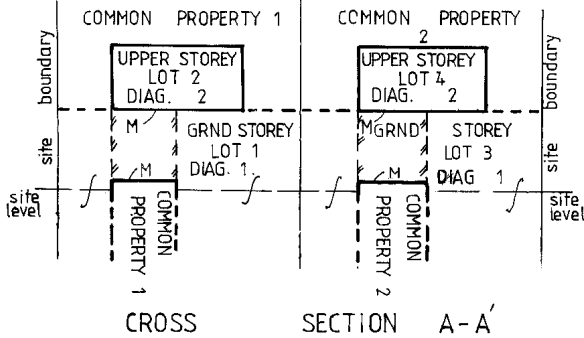 COMMON PROPERTY 1
COMMON PROPERTY
2
boundary
UPPER STOREY
LOT 2
DIAG. 2
UPPER STOREY
LOT 4
DIAG. 2
boundary
M
GRND STOREY
LOT 1
DIAG. 1.
M
M GRND STOREY
LOT 3
DIAG 1
M
site
site
site
level
site
level
COMMON
PROPERTY 1
COMMON
PROPERTY 2
CROSS SECTION A-A'